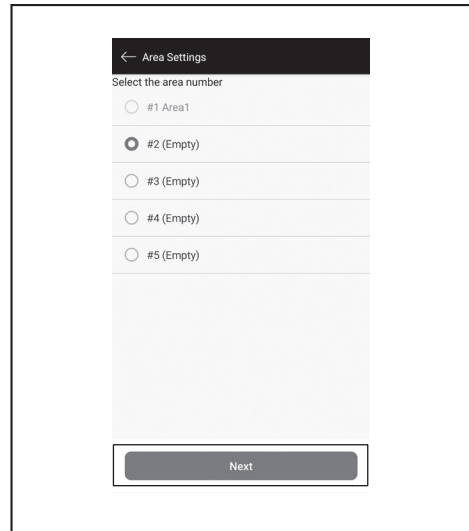 Area Settings
Select the area number
#1 Area1
#2 (Empty)
#3 (Empty)
#4 (Empty)
#5 (Empty)
Next